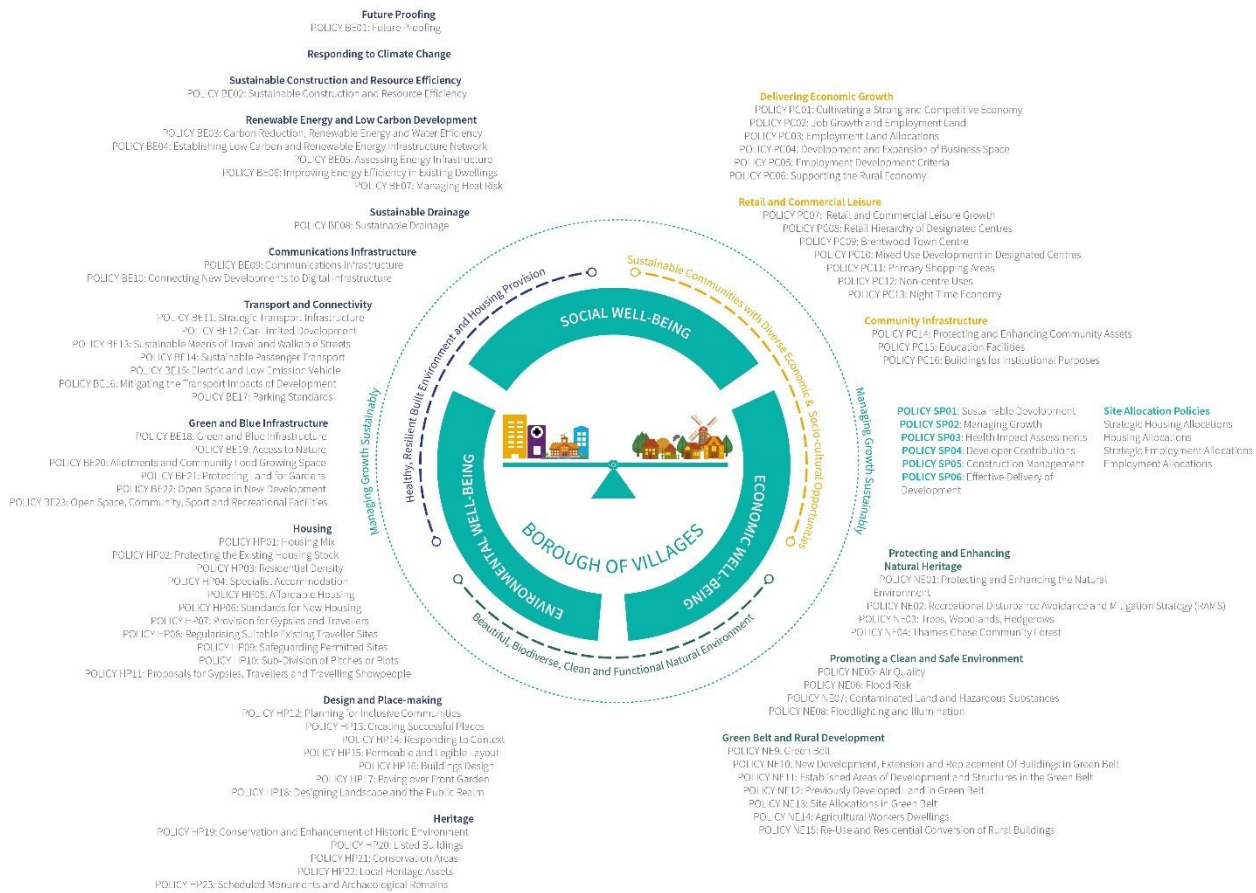 Future Proofing
POLICY BE01: Future Proofing
Responding to Climate Change
Sustainable Construction and Resource Efficiency
POLICY BE02: Sustainable Construction and Resource Efficiency
Renewable Energy and Low Carbon Development
POLICY BE03: Carbon Reduction, Renewable Energy and Water Efficiency
POLICY BE04: Establishing Low Carbon and Renewable Energy Infrastructure Network
POLICY BE05: Assessing Energy Infrastructure
POLICY BE06: Improving Energy Efficiency in Existing Dwellings
POLICY BE07: Managing Heat Risk
Sustainable Drainage
POLICY BE08: Sustainable Drainage
Communications Infrastructure
POLICY BE09: Communications Infrastructure
POLICY BE10: Connecting New Developments to Digital Infrastructure
Transport and Connectivity
POLICY BE11: Strategic Transport Infrastructure
POLICY BE12: Car-Limited Development
POLICY BE13: Sustainable Means of Travel and Walkable Streets
POLICY BE14: Sustainable Passenger Transport
POLICY BE15: Electric and Low Emission Vehicle
POLICY BE16: Mitigating the Transport Impacts of Development
POLICY BE17: Parking Standards
Green and Blue Infrastructure
POLICY BE18: Green and Blue Infrastructure
POLICY BE19: Access to Nature
POLICY BE20: Allotments and Community Food Growing Space
POLICY BE21: Protecting Land for Gardens
POLICY BE22: Open Space in New Development
POLICY BE23: Open Space, Community, Sport and Recreational Facilities
Housing
POLICY HP01: Housing Mix
POLICY HP02: Protecting the Existing Housing Stock
POLICY HP03: Residential Density
POLICY HP04: Specialist Accommodation
POLICY HP05: Affordable Housing
POLICY HP06: Standards for New Housing
POLICY HP07: Provision for Gypsies and Travellers
POLICY HP08: Regularising Suitable Existing Traveller Sites
POLICY HP09: Safeguarding Permitted Sites
POLICY HP10: Sub-Division of Pitches or Plots
POLICY HP11: Proposals for Gypsies, Travellers and Travelling Showpeople
Design and Place-making
POLICY HP12: Planning for Inclusive Communities
POLICY HP13: Creating Successful Places
POLICY HP14: Responding to Context
POLICY HP15: Permeable and Legible Layout
POLICY HP16: Buildings Design
POLICY HP17: Paving over Front Garden
POLICY HP18: Designing Landscape and the Public Realm
Heritage
POLICY HP19: Conservation and Enhancement of Historic Environment
POLICY HP20: Listed Buildings
POLICY HP21: Conservation Areas
POLICY HP22: Local Heritage Assets
POLICY HP23: Scheduled Monuments and Archaeological Remains
Managing Growth Sustainably
Healthy, Resilient Built Environment and Housing Provision
Sustainable Communities with Diverse Economic & Socio-cultural Opportunities
Managing Growth Sustainably
SOCIAL WELL-BEING
ENVIRONMENTAL WELL-BEING
ECONOMIC WELL-BEING
BOROUGH OF VILLAGES
Beautiful, Biodiverse, Clean and Functional Natural Environment
Delivering Economic Growth
POLICY PC01: Cultivating a Strong and Competitive Economy
POLICY PC02: Job Growth and Employment Land
POLICY PC03: Employment Land Allocations
POLICY PC04: Development and Expansion of Business Space
POLICY PC05: Employment Development Criteria
POLICY PC06: Supporting the Rural Economy
Retail and Commercial Leisure
POLICY PC07: Retail and Commercial Leisure Growth
POLICY PC08: Retail Hierarchy of Designated Centres
POLICY PC09: Brentwood Town Centre
POLICY PC10: Mixed Use Development in Designated Centres
POLICY PC11: Primary Shopping Areas
POLICY PC12: Non-centre Uses
POLICY PC13: Night Time Economy
Community Infrastructure
POLICY PC14: Protecting and Enhancing Community Assets
POLICY PC15: Education Facilities
POLICY PC16: Buildings for Institutional Purposes
POLICY SP01: Sustainable Development
POLICY SP02: Managing Growth
POLICY SP03: Health Impact Assessments
POLICY SP04: Developer Contributions
POLICY SP05: Construction Management
POLICY SP06: Effective Delivery of
Development
Site Allocation Policies
Strategic Housing Allocations
Housing Allocations
Strategic Employment Allocations
Employment Allocations
Protecting and Enhancing
Natural Heritage
POLICY NE01: Protecting and Enhancing the Natural
Environment
POLICY NE02: Recreational Disturbance Avoidance and Mitigation Strategy (RAMS)
POLICY NE03: Trees, Woodlands, Hedgerows
POLICY NE04: Thames Chase Community Forest
Promoting a Clean and Safe Environment
POLICY NE05: Air Quality
POLICY NE06: Flood Risk
POLICY NE07: Contaminated Land and Hazardous Substances
POLICY NE08: Floodlighting and Illumination
Green Belt and Rural Development
POLICY NE9: Green Belt
POLICY NE10: New Development, Extension and Replacement Of Buildings in Green Belt
POLICY NE11: Established Areas of Development and Structures in the Green Belt
POLICY NE12: Previously Developed Land in Green Belt
POLICY NE13: Site Allocations in Green Belt
POLICY NE14: Agricultural Workers Dwellings
POLICY NE15: Re-Use and Residential Conversion of Rural Buildings